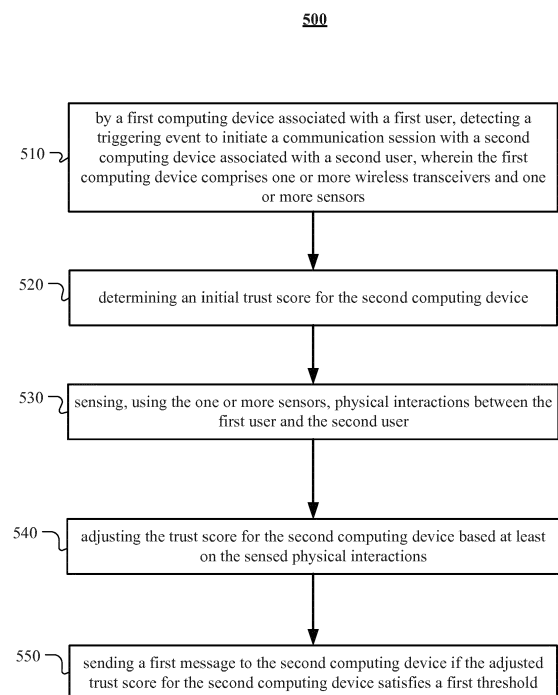 500
510
by a first computing device associated with a first user, detecting a
triggering event to initiate a communication session with a second
computing device associated with a second user, wherein the first
computing device comprises one or more wireless transceivers and one
or more sensors
520
determining an initial trust score for the second computing device
530
sensing, using the one or more sensors, physical interactions between the
first user and the second user
540
adjusting the trust score for the second computing device based at least
on the sensed physical interactions
550
sending a first message to the second computing device if the adjusted
trust score for the second computing device satisfies a first threshold